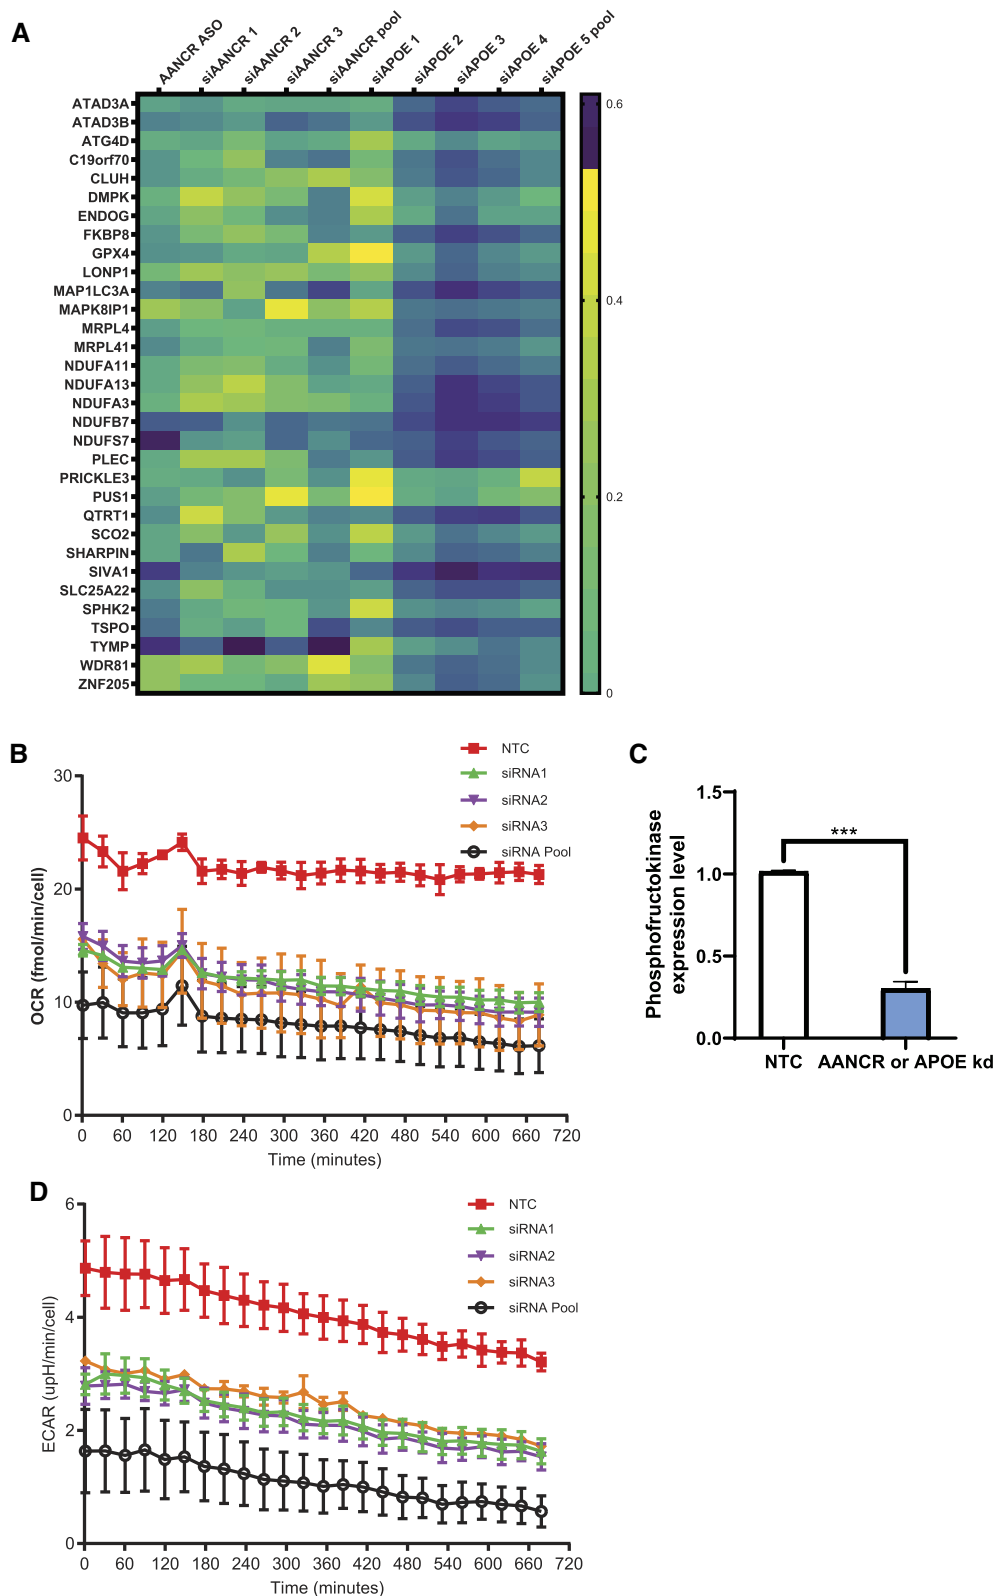 A
AANCR ASO
siAANCR 1
siAANCR 2
siAANCR 3
siAANCR pool
siAPOE 1
siAPOE 2
siAPOE 3
siAPOE 4
siAPOE 5 pool
ATAD3A
ATAD3B
ATG4D
C19orf70
CLUH
DMPK
ENDOG
FKBP8
GPX4
LONP1
MAP1LC3A
MAPK8IP1
MRPL4
MRPL41
NDUFA11
NDUFA13
NDUFA3
NDUFB7
NDUFS7
PLEC
PRICKLE3
PUS1
QTRT1
SCO2
SHARPIN
SIVA1
SLC25A22
SPHK2
TSPO
TYMP
WDR81
ZNF205
0.6
0.4
0.2
0
B
NTC
siRNA1
siRNA2
siRNA3
siRNA Pool
OCR (fmol/min/cell)
30
20
10
0
0 60 120 180 240 300 360 420 480 540 600 660 720
Time (minutes)
C
Phosphofructokinase
expression level
1.5
1.0
0.5
0.0
***
NTC AANCR or APOE kd
D
NTC
siRNA1
siRNA2
siRNA3
siRNA Pool
ECAR (upH/min/cell)
6
4
2
0
0 60 120 180 240 300 360 420 480 540 600 660 720
Time (minutes)